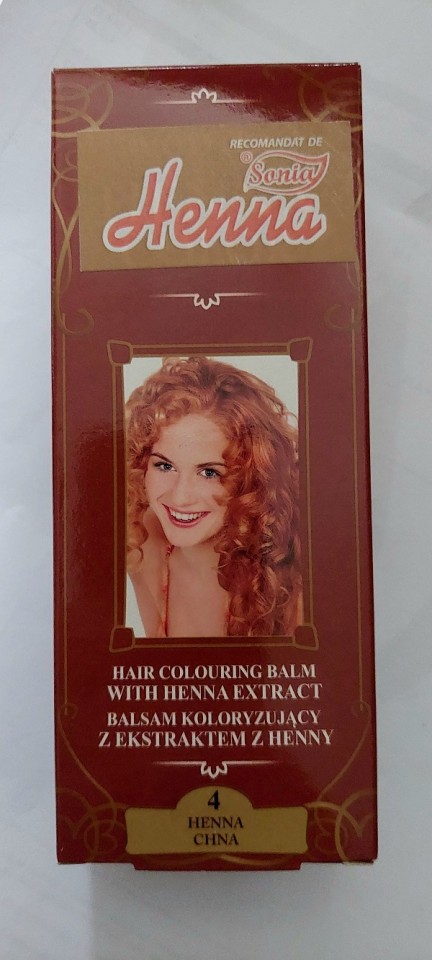 RECOMANDAT DE
® Sonia
Henna
HAIR COLOURING BALM
WITH HENNA EXTRACT
BALSAM KOLORYZUJĄCY
Z EKSTRAKTEM Z HENNY
4
HENNA
CHNA